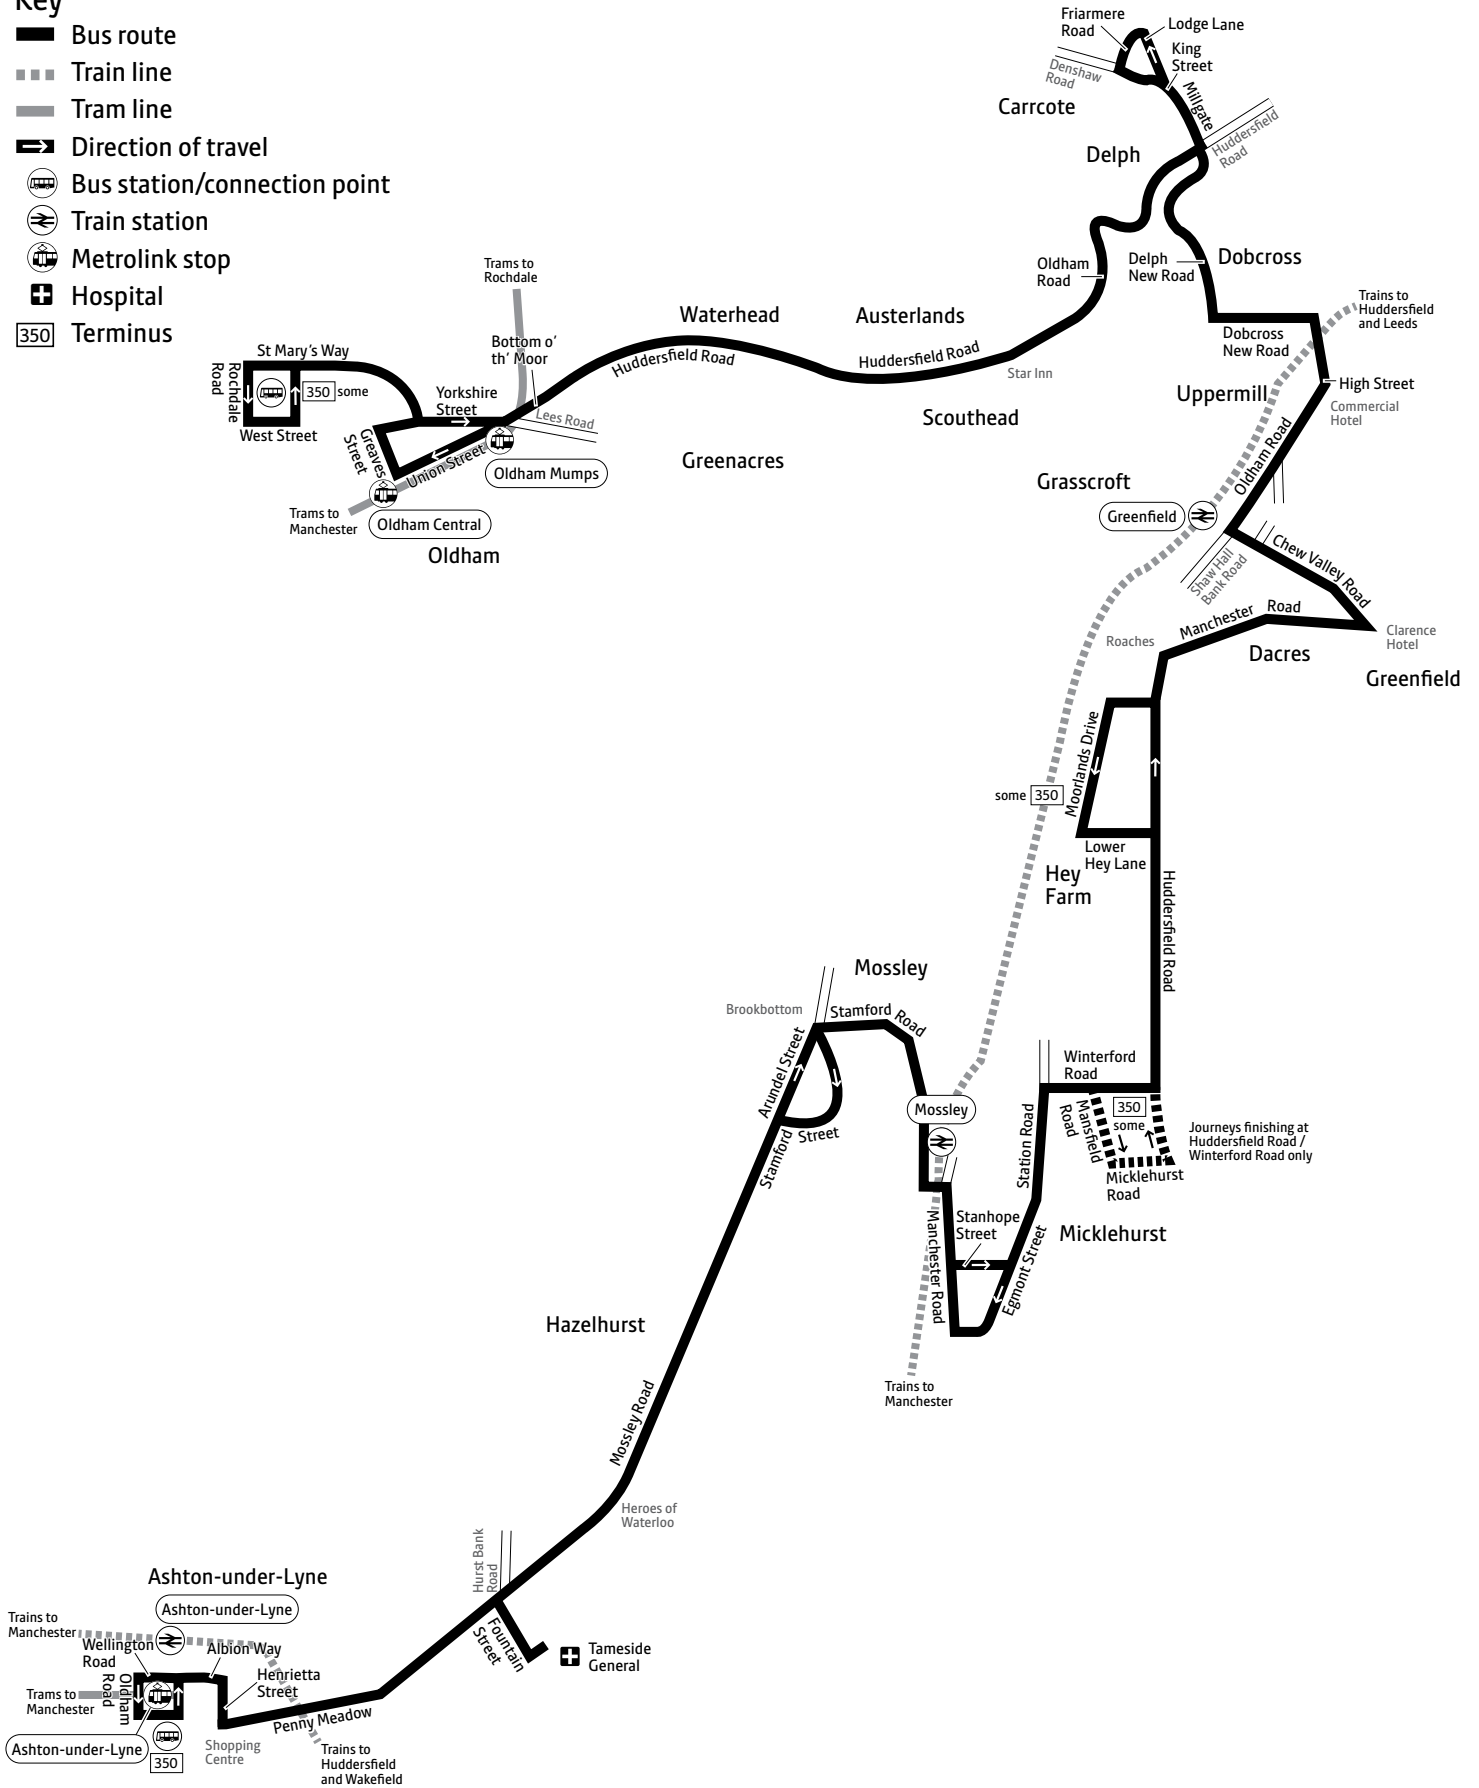 Key
Bus route
Train line
Tram line
Direction of travel
Bus station/connection point
Train station
Metrolink stop
Hospital
350 Terminus
Friarmere
Road
Lodge Lane
King
Street
Denshaw
Road
Millgate
Carrcote
Huddersfield
Road
Delph
Oldham
Road
Delph
New Road
Dobcross
Trains to
Huddersfield
and Leeds
Dobcross
New Road
Trams to
Rochdale
Waterhead
Austerlands
Bottom o'
th' Moor
Huddersfield Road
Huddersfield Road
Star Inn
St Mary's Way
Rochdale
Road
350 some
West Street
Yorkshire
Street
Lees Road
Greaves
Street
Union Street
Oldham Mumps
Trams to
Manchester
Oldham Central
Oldham
Greenacres
Scouthead
Uppermill
High Street
Commercial
Hotel
Oldham Road
Grasscroft
Greenfield
Shaw Hall
Bank Road
Chew Valley Road
Manchester Road
Roaches
Clarence
Hotel
Dacres
Greenfield
Moorlands Drive
some 350
Lower
Hey Lane
Hey
Farm
Huddersfield Road
Mossley
Brookbottom
Stamford Road
Arundel Street
Stamford Street
Mossley
Winterford
Road
Mansfield
Road
350
some
Journeys finishing at
Huddersfield Road /
Winterford Road only
Micklehurst
Road
Station Road
Stanhope
Street
Micklehurst
Manchester Road
Egmont Street
Trains to
Manchester
Hazelhurst
Mossley Road
Heroes of
Waterloo
Hurst Bank
Road
Fountain
Street
Tameside
General
Ashton-under-Lyne
Ashton-under-Lyne
Trains to
Manchester
Wellington
Road
Albion Way
Oldham
Road
Henrietta
Street
Trams to
Manchester
Penny Meadow
Ashton-under-Lyne
350
Shopping
Centre
Trains to
Huddersfield
and Wakefield